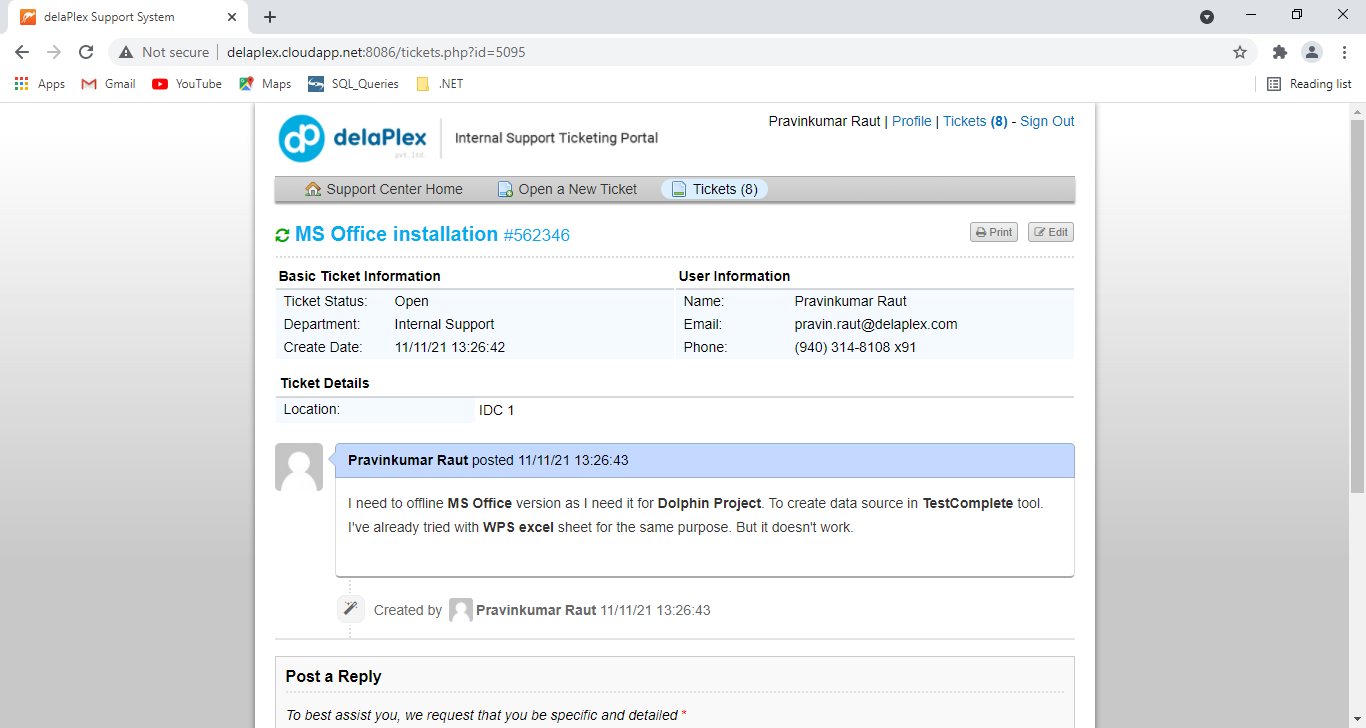 delaPlex Support System
Not secure
delaplex.cloudapp.net:8086/tickets.php?id=5095
Apps
Gmail
YouTube
Maps
SQL_Queries
.NET
Reading list
dp delaPlex
pvt. ltd.
Internal Support Ticketing Portal
Pravinkumar Raut | Profile | Tickets (8) - Sign Out
Support Center Home
Open a New Ticket
Tickets (8)
MS Office installation #562346
Print
Edit
Basic Ticket Information
Ticket Status: Open
Department: Internal Support
Create Date: 11/11/21 13:26:42
User Information
Name: Pravinkumar Raut
Email: pravin.raut@delaplex.com
Phone: (940) 314-8108 x91
Ticket Details
Location: IDC 1
Pravinkumar Raut posted 11/11/21 13:26:43
I need to offline MS Office version as I need it for Dolphin Project. To create data source in TestComplete tool.
I've already tried with WPS excel sheet for the same purpose. But it doesn't work.
Created by Pravinkumar Raut 11/11/21 13:26:43
Post a Reply
To best assist you, we request that you be specific and detailed *